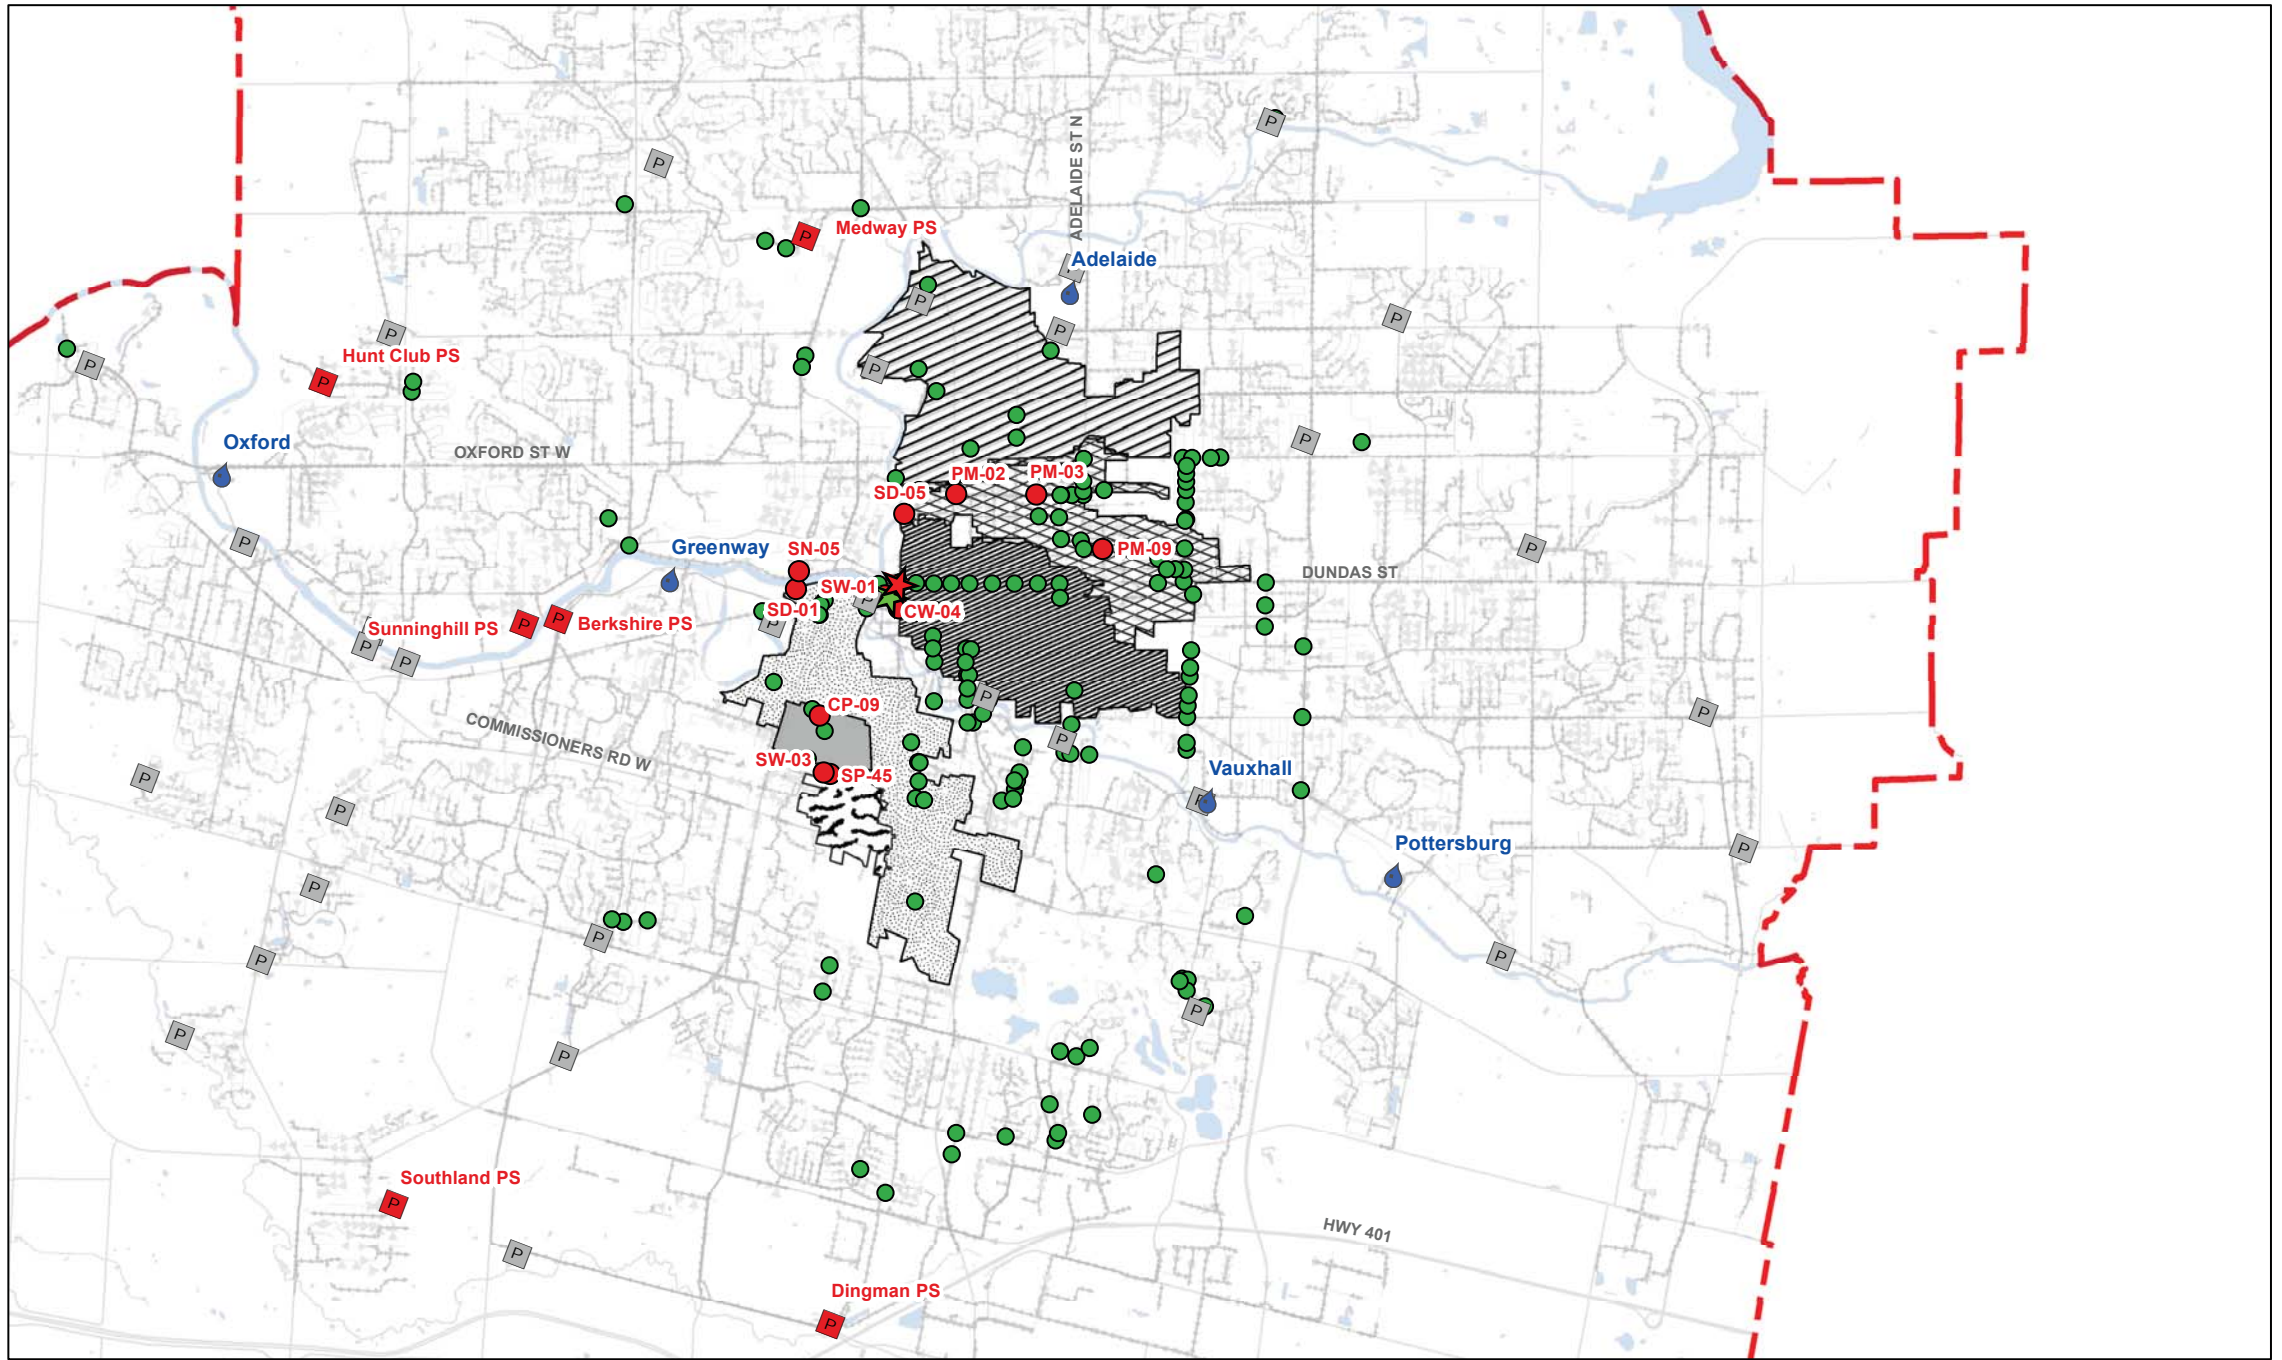 P
P
ADELAIDE ST N
Medway PS
P
Adelaide
P
P
P
P
P
Hunt Club PS
P
P
P
Oxford
OXFORD ST W
P
PM-02
PM-03
SD-05
P
Greenway
SN-05
PM-09
P
DUNDAS ST
SW-01
P
SD-01
CW-04
P
Sunninghill PS
P
P
Berkshire PS
P
P
P
CP-09
P
COMMISSIONERS RD W
P
SW-03
SP-45
Vauxhall
P
P
P
Pottersburg
P
P
P
P
P
P
P
P
Southland PS
P
P
HWY 401
Dingman PS
P